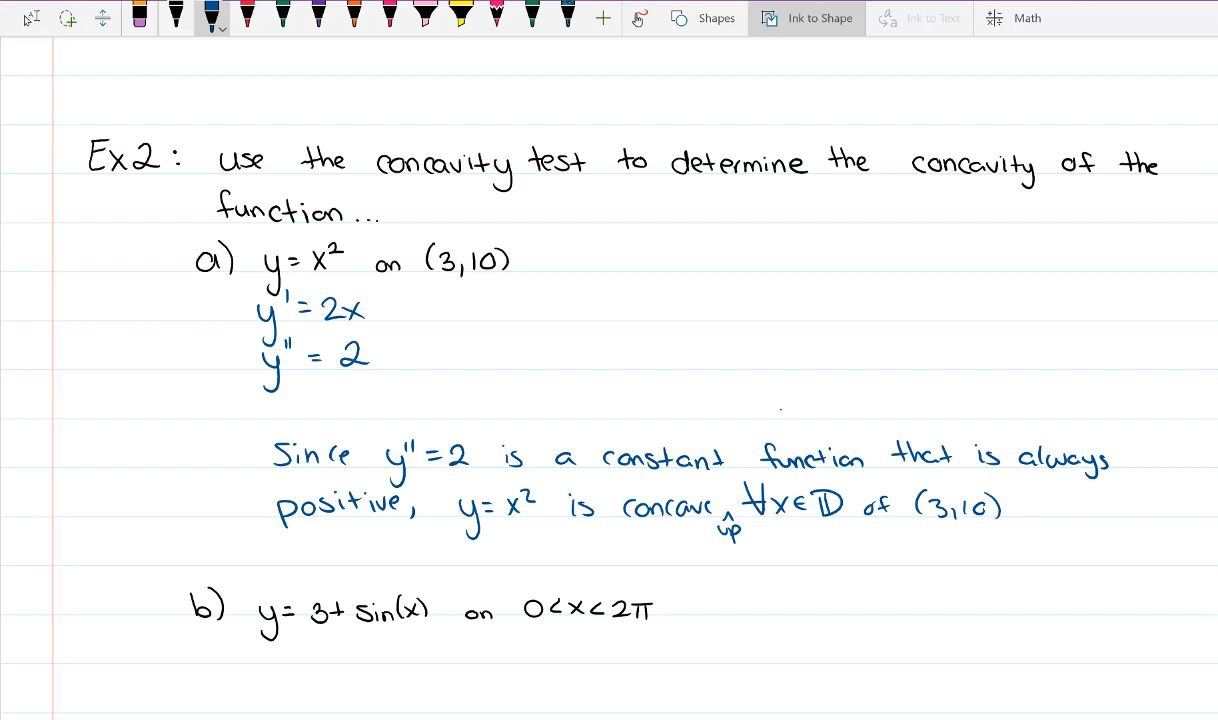 Shapes Ink to Shape Ink to Text Math
Ex2: use the concavity test to determine the concavity of the
function...
a) y = x² on (3,10)
y' = 2x
y'' = 2
Since y'' = 2 is a constant function that is always
positive, y = x² is concave ^up ∀x∈𝔻 of (3,10)
b) y = 3+ sin(x) on 0<x<2π